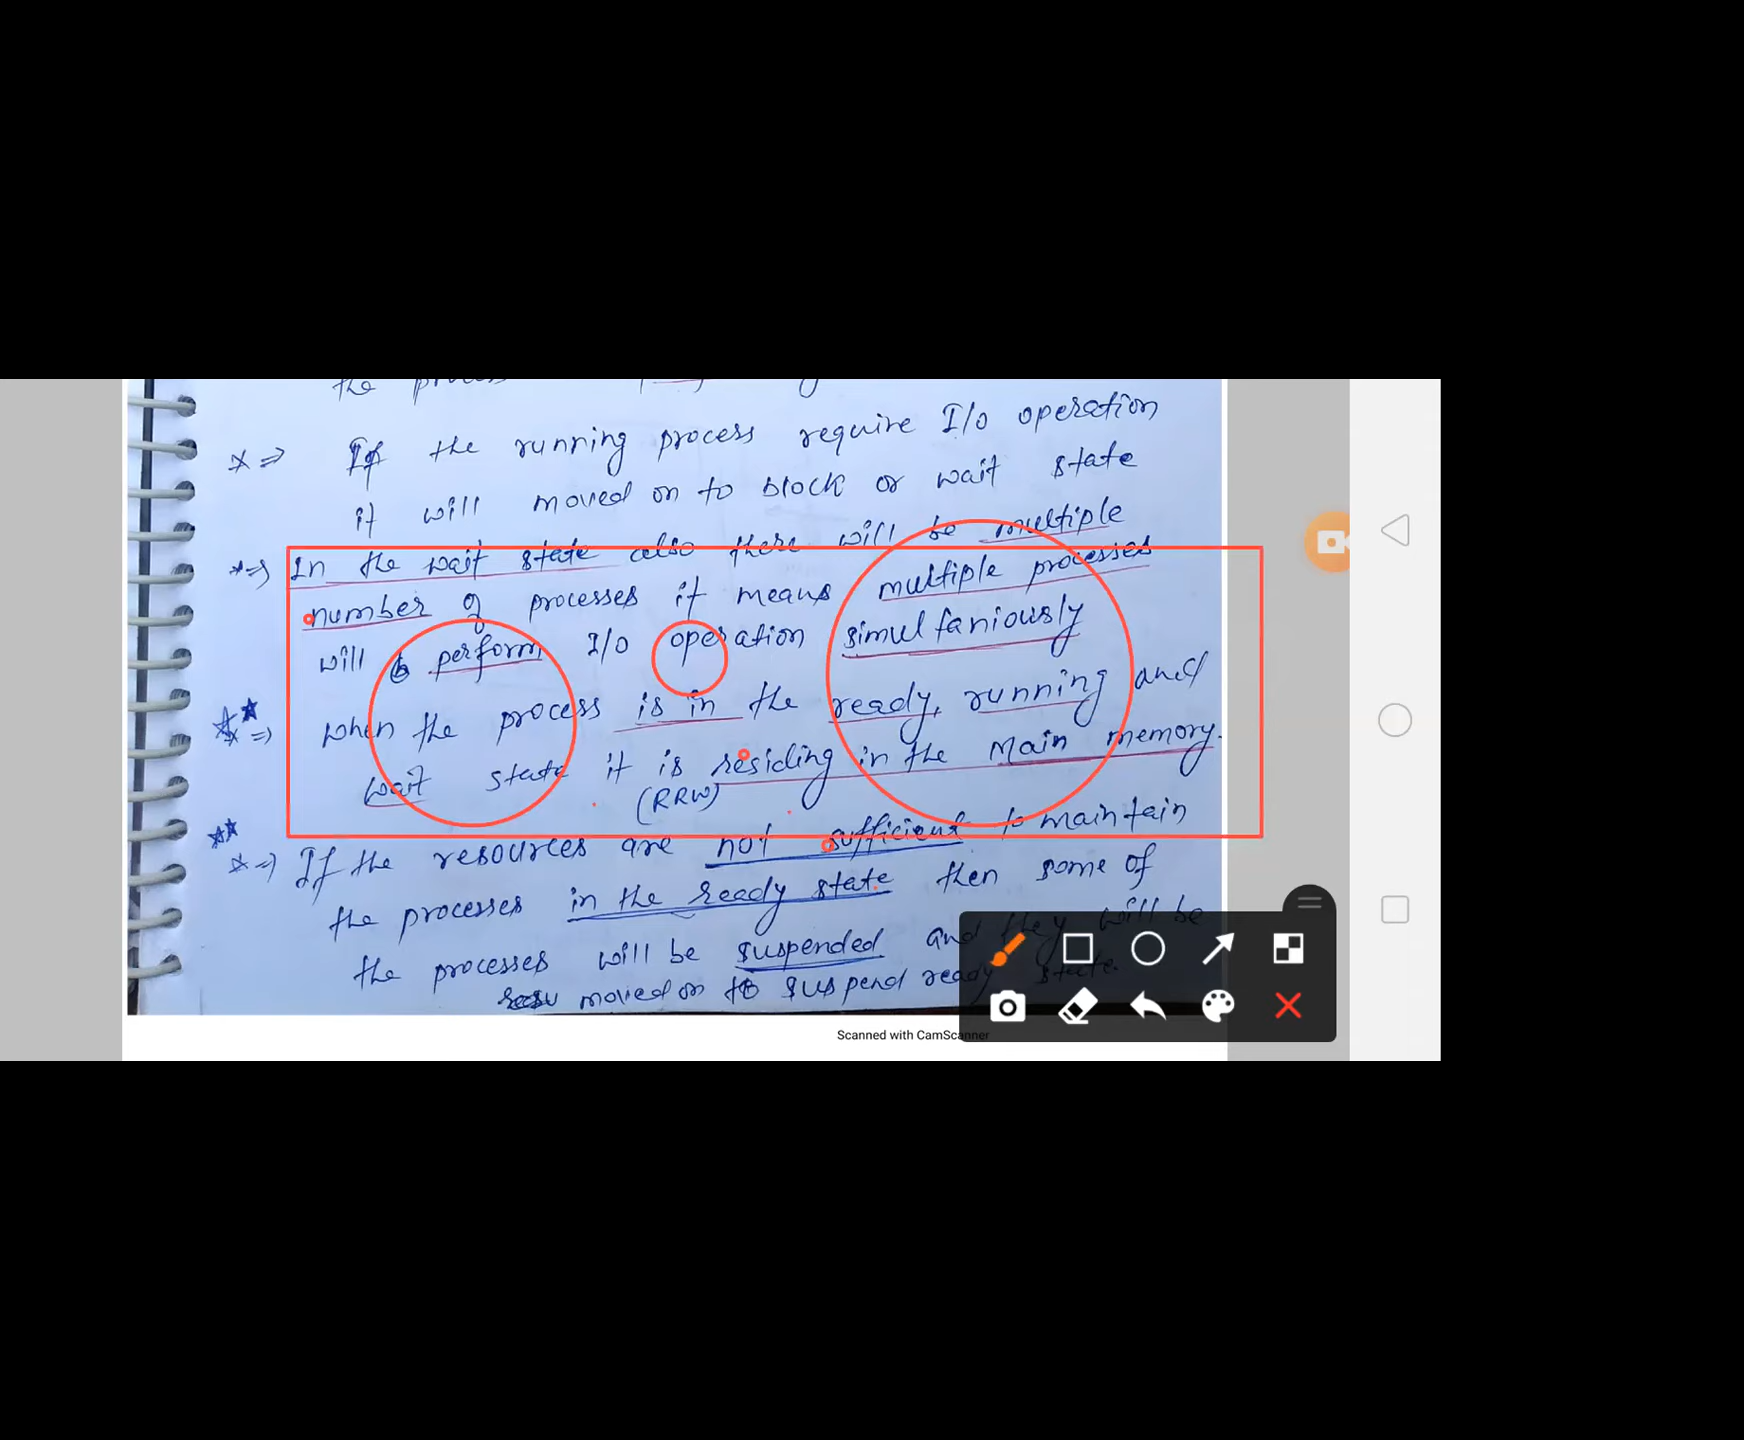 the
*⇒ If the running process require I/o operation
it will moved on to block or wait state
*⇒ In the wait state also there will be multiple
number of processes it means multiple processes
will perform I/o operation simulfaniously
*⇒ when the process is in the ready, running and
wait state it is residing in the Main memory.
(RRW)
*⇒ If the resources are not sufficient to maintain
the processes in the ready state then some of
the processes will be suspended and they will be
moved on to suspend ready state.
Scanned with CamScanner